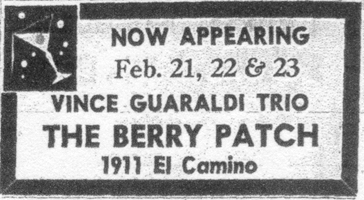 NOW APPEARING
Feb. 21, 22 & 23
VINCE GUARALDI TRIO
THE BERRY PATCH
1911 El Camino